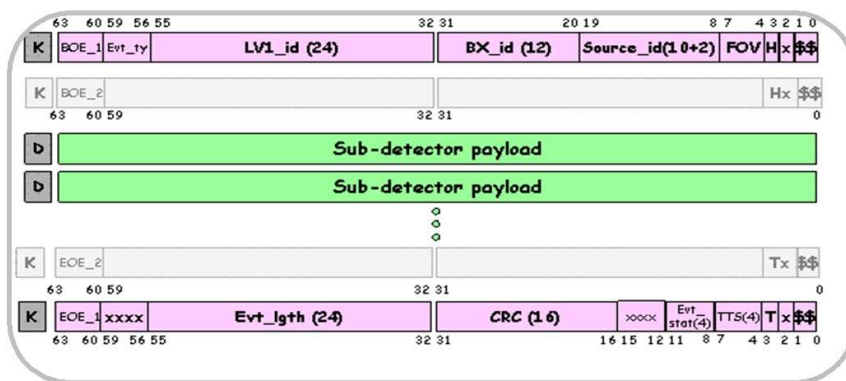 63 60 59 56 55 32 31 20 19 8 7 4 3 2 1 0
K BOE_1 Evt_ty LV1_id (24) BX_id (12) Source_id(10+2) FOV H x $$
K BOE_2 Hx $$
63 60 59 32 31 0
D Sub-detector payload
D Sub-detector payload
K EOE_2 Tx $$
63 60 59 32 31 0
K EOE_1 xxxx Evt_lgth (24) CRC (16) xxxx Evt_ stat(4) TTS(4) T x $$
63 60 59 56 55 32 31 16 15 12 11 8 7 4 3 2 1 0